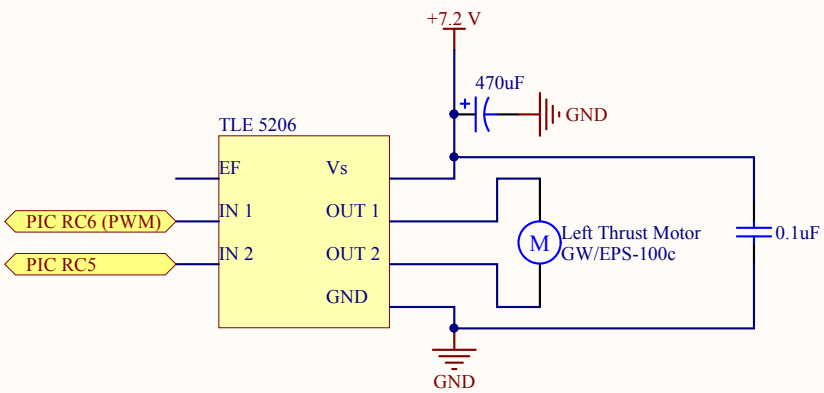 +7.2 V
470uF
+
GND
TLE 5206
EF
Vs
PIC RC6 (PWM)
IN 1
OUT 1
PIC RC5
IN 2
OUT 2
GND
M
Left Thrust Motor
GW/EPS-100c
0.1uF
GND